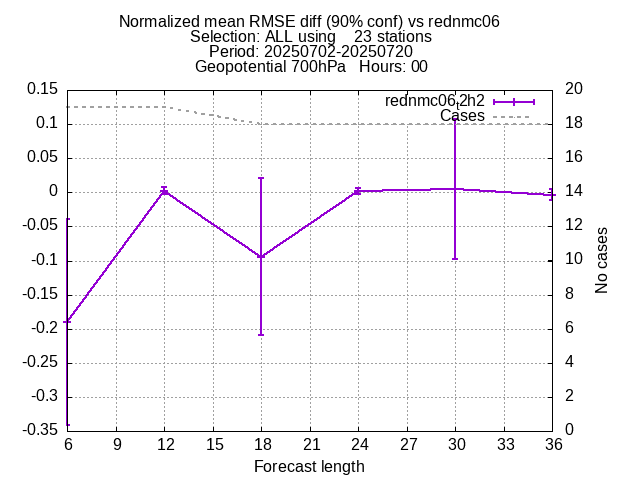 Normalized mean RMSE diff (90% conf) vs rednmc06
Selection: ALL using    23 stations
Period: 20250702-20250720
Geopotential 700hPa   Hours: 00
rednmc06,2h2
Cases
0.15
0.1
0.05
0
-0.05
-0.1
-0.15
-0.2
-0.25
-0.3
-0.35
20
18
16
14
12
10
8
6
4
2
0
No cases
6 9 12 15 18 21 24 27 30 33 36
Forecast length